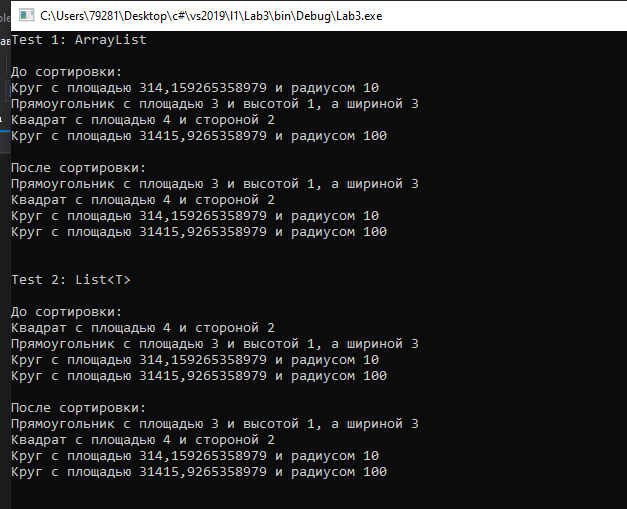 C:\Users\79281\Desktop\c#\vs2019\I1\Lab3\bin\Debug\Lab3.exe
Test 1: ArrayList
До сортировки:
Круг с площадью 314,159265358979 и радиусом 10
Прямоугольник с площадью 3 и высотой 1, а шириной 3
Квадрат с площадью 4 и стороной 2
Круг с площадью 31415,9265358979 и радиусом 100
После сортировки:
Прямоугольник с площадью 3 и высотой 1, а шириной 3
Квадрат с площадью 4 и стороной 2
Круг с площадью 314,159265358979 и радиусом 10
Круг с площадью 31415,9265358979 и радиусом 100
Test 2: List<T>
До сортировки:
Квадрат с площадью 4 и стороной 2
Прямоугольник с площадью 3 и высотой 1, а шириной 3
Круг с площадью 314,159265358979 и радиусом 10
Круг с площадью 31415,9265358979 и радиусом 100
После сортировки:
Прямоугольник с площадью 3 и высотой 1, а шириной 3
Квадрат с площадью 4 и стороной 2
Круг с площадью 314,159265358979 и радиусом 10
Круг с площадью 31415,9265358979 и радиусом 100